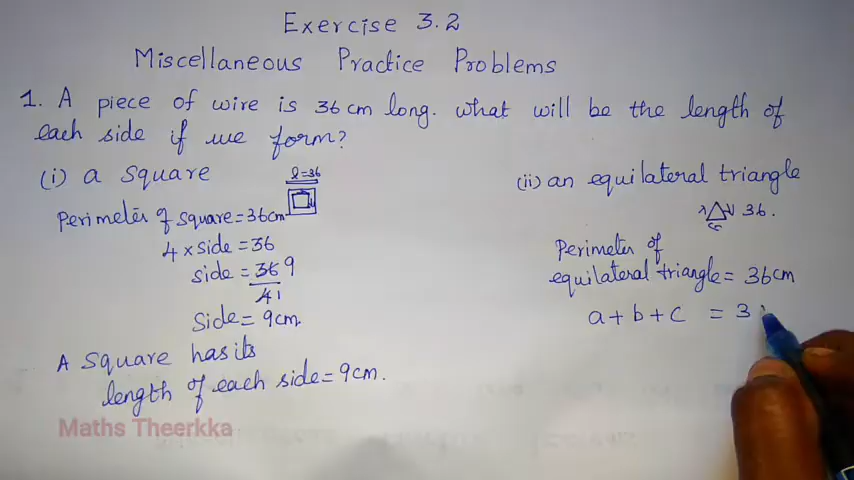 Exercise 3.2
Miscellaneous Practice Problems
1. A piece of wire is 36 cm long. what will be the length of
each side if we form?
(i) a square
l=36
Perimeter of square = 36cm
4 × side = 36
side = 36 9
4 1
Side = 9cm.
A square has its
length of each side = 9cm.
(ii) an equilateral triangle
36.
Perimeter of
equilateral triangle = 36cm
a + b + c = 3
Maths Theerkka